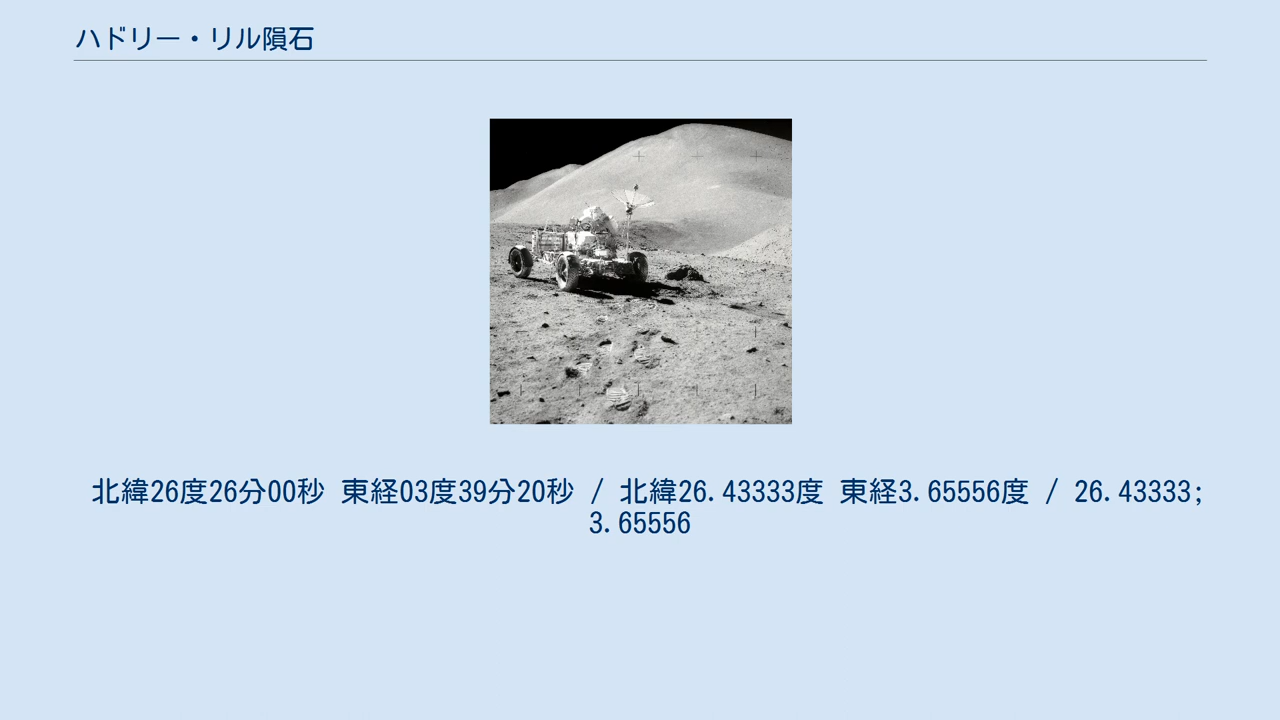 ハドリー・リル隕石
北緯26度26分00秒 東経03度39分20秒 / 北緯26.43333度 東経3.65556度 / 26.43333;
3.65556